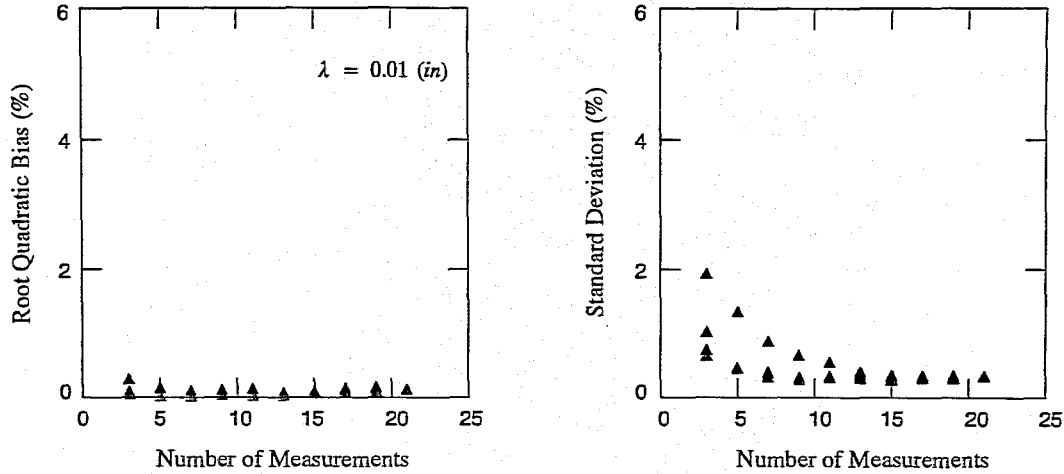 6
4
2
0
Root Quadratic Bias (%)
λ = 0.01 (in)
0 5 10 15 20 25
Number of Measurements
6
4
2
0
Standard Deviation (%)
0 5 10 15 20 25
Number of Measurements